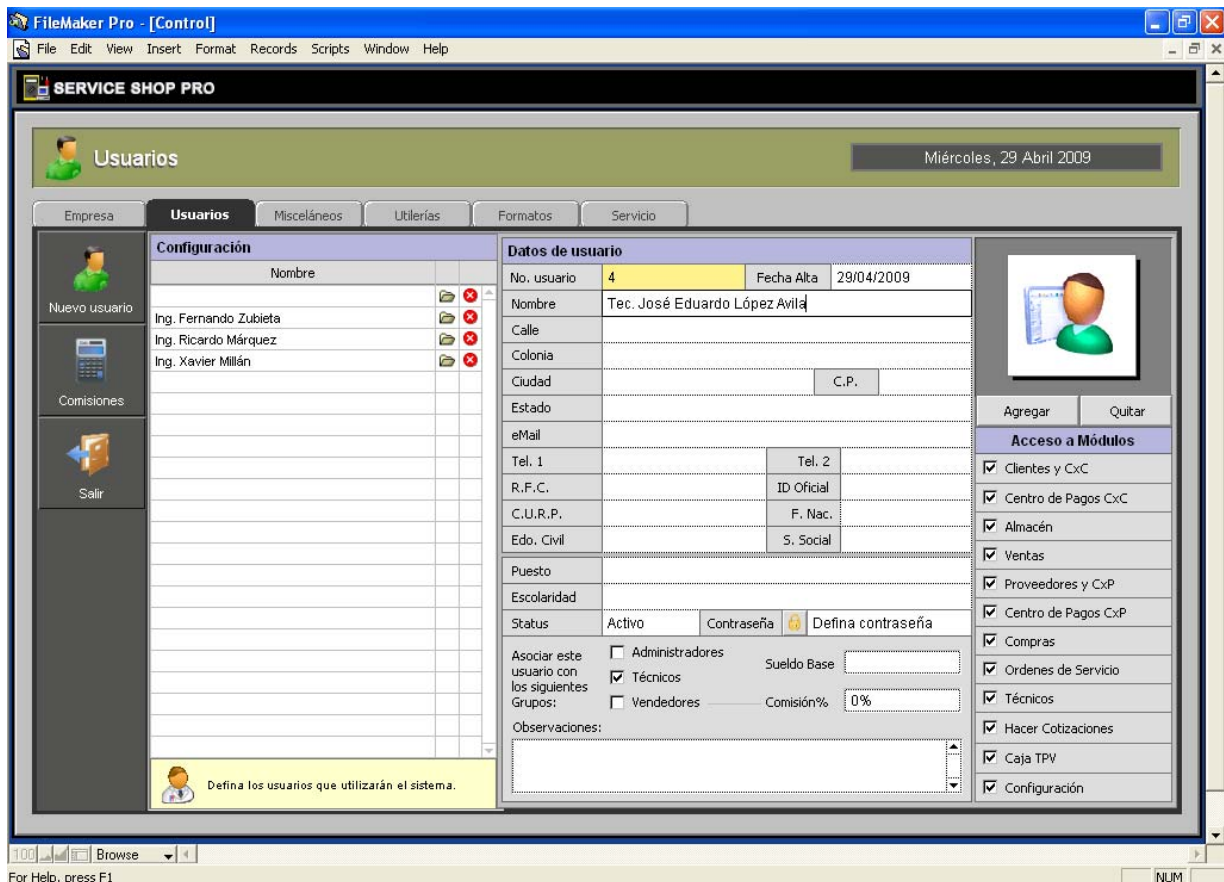 FileMaker Pro - [Control]
File Edit View Insert Format Records Scripts Window Help
SERVICE SHOP PRO
Usuarios
Miércoles, 29 Abril 2009
Empresa Usuarios Misceláneos Utilerías Formatos Servicio
Nuevo usuario
Comisiones
Salir
Configuración
Nombre
Ing. Fernando Zubieta
Ing. Ricardo Márquez
Ing. Xavier Millán
Defina los usuarios que utilizarán el sistema.
Datos de usuario
No. usuario 4 Fecha Alta 29/04/2009
Nombre Tec. José Eduardo López Avila
Calle
Colonia
Ciudad C.P.
Estado
eMail
Tel. 1 Tel. 2
R.F.C. ID Oficial
C.U.R.P. F. Nac.
Edo. Civil S. Social
Puesto
Escolaridad
Status Activo Contraseña Defina contraseña
Asociar este
usuario con
los siguientes
Grupos:
Administradores
Técnicos
Vendedores
Sueldo Base
Comisión% 0%
Observaciones:
Agregar Quitar
Acceso a Módulos
Clientes y CxC
Centro de Pagos CxC
Almacén
Ventas
Proveedores y CxP
Centro de Pagos CxP
Compras
Ordenes de Servicio
Técnicos
Hacer Cotizaciones
Caja TPV
Configuración
100 Browse
For Help, press F1 NUM